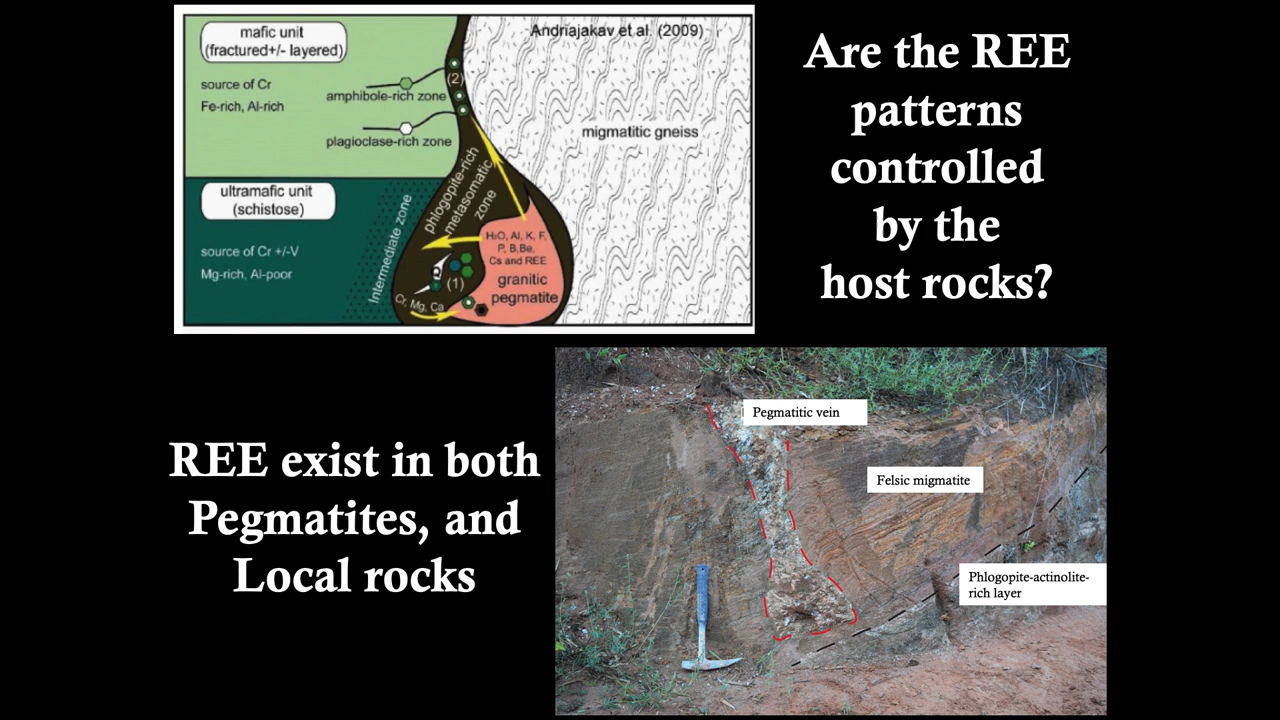 mafic unit
(fractured+/- layered)
source of Cr
Fe-rich, Al-rich
amphibole-rich zone
plagioclase-rich zone
(2)
Andriajakav et al. (2009)
migmatitic gneiss
ultramafic unit
(schistose)
source of Cr +/-V
Mg-rich, Al-poor
Intermediate zone
phlogopite-rich
metasomatic
zone
H₂O, Al, K, F,
P, B,Be,
Cs and REE
granitic
pegmatite
(1)
Cr, Mg, Ca
Are the REE
patterns
controlled
by the
host rocks?
REE exist in both
Pegmatites, and
Local rocks
Pegmatitic vein
Felsic migmatite
Phlogopite-actinolite-
rich layer